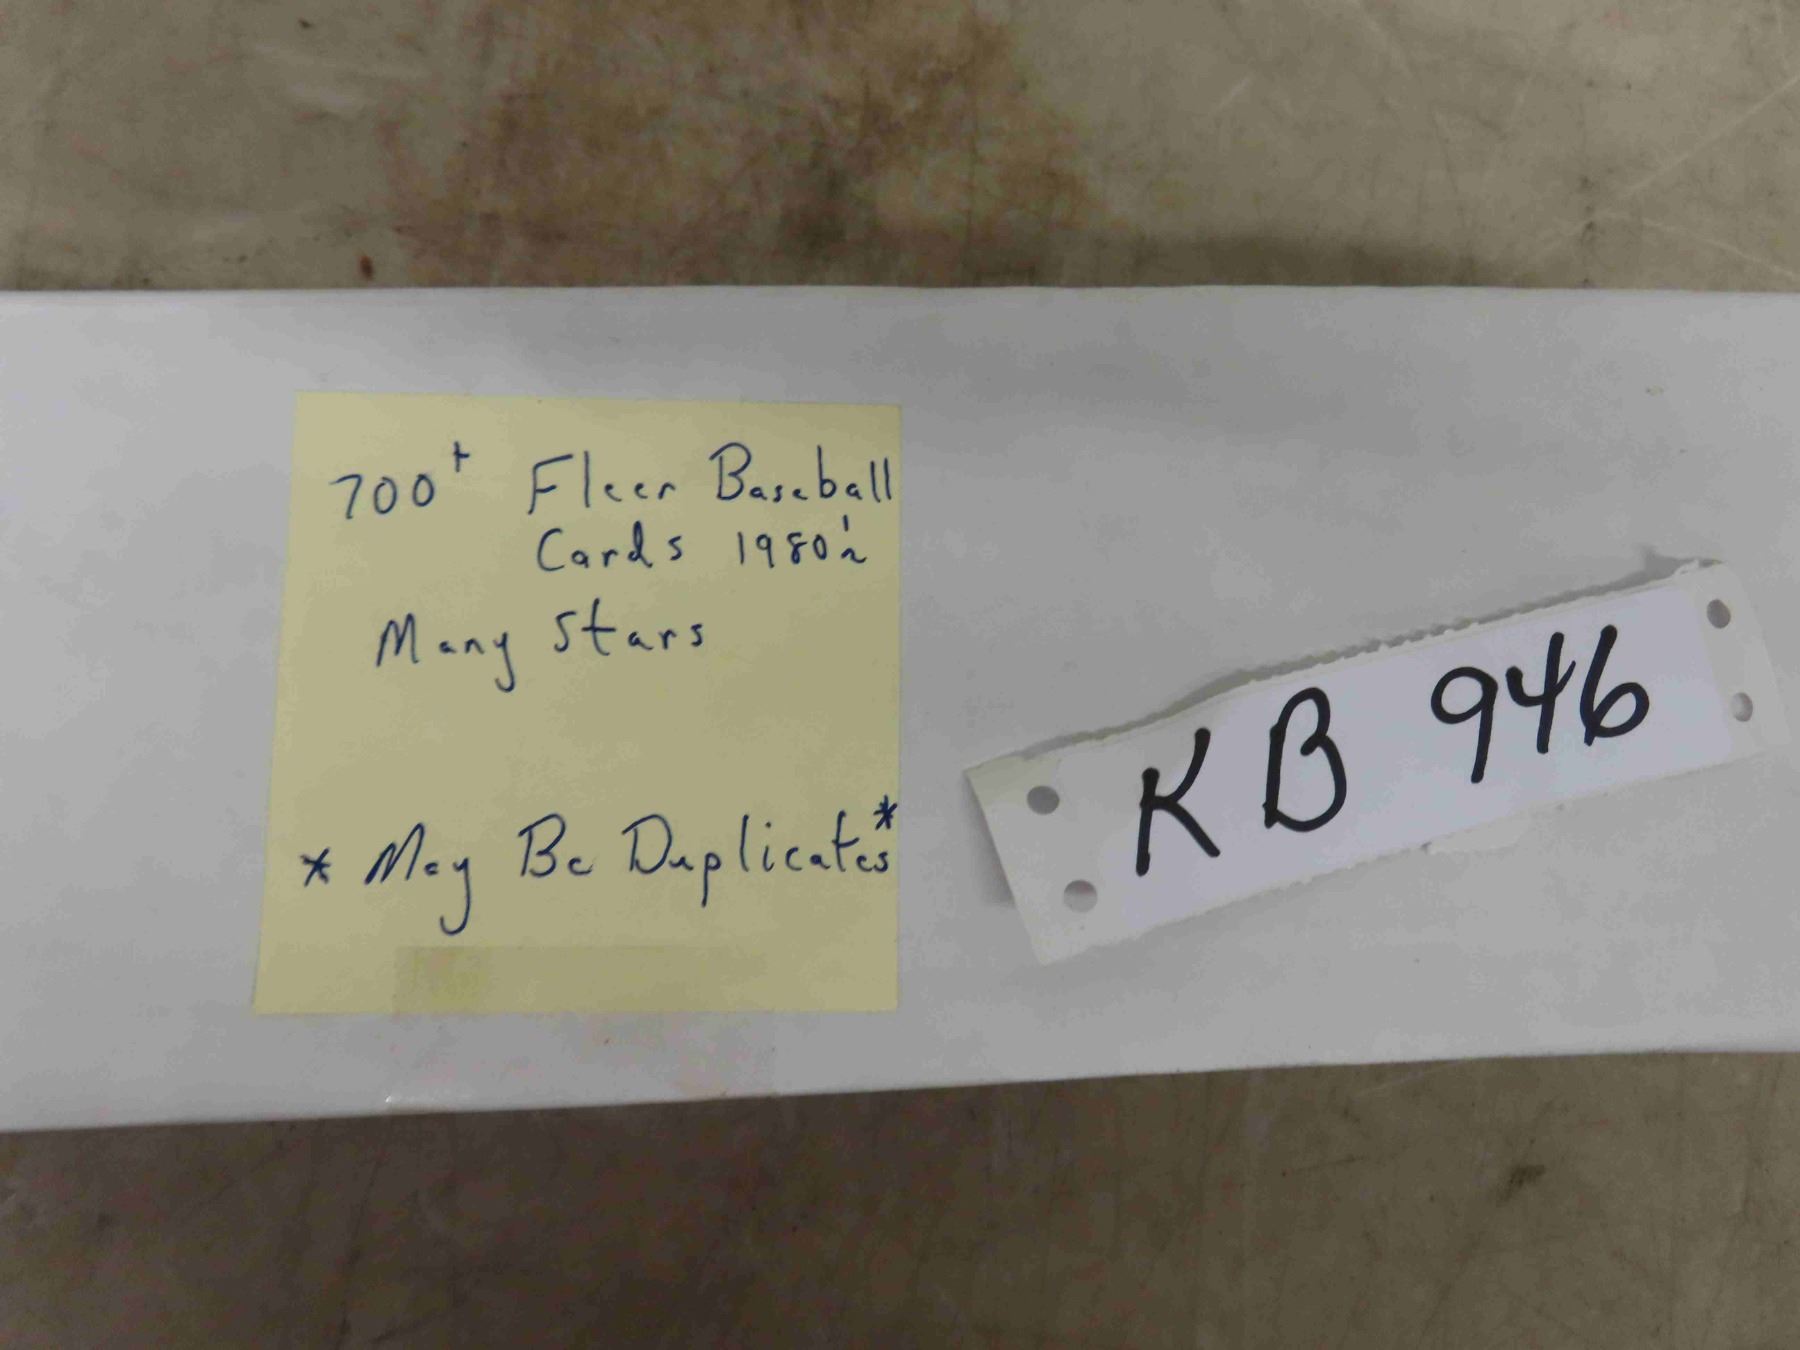 700+ Fleer Baseball
Cards 1980's
Many Stars
* May Be Duplicates *
KB 946